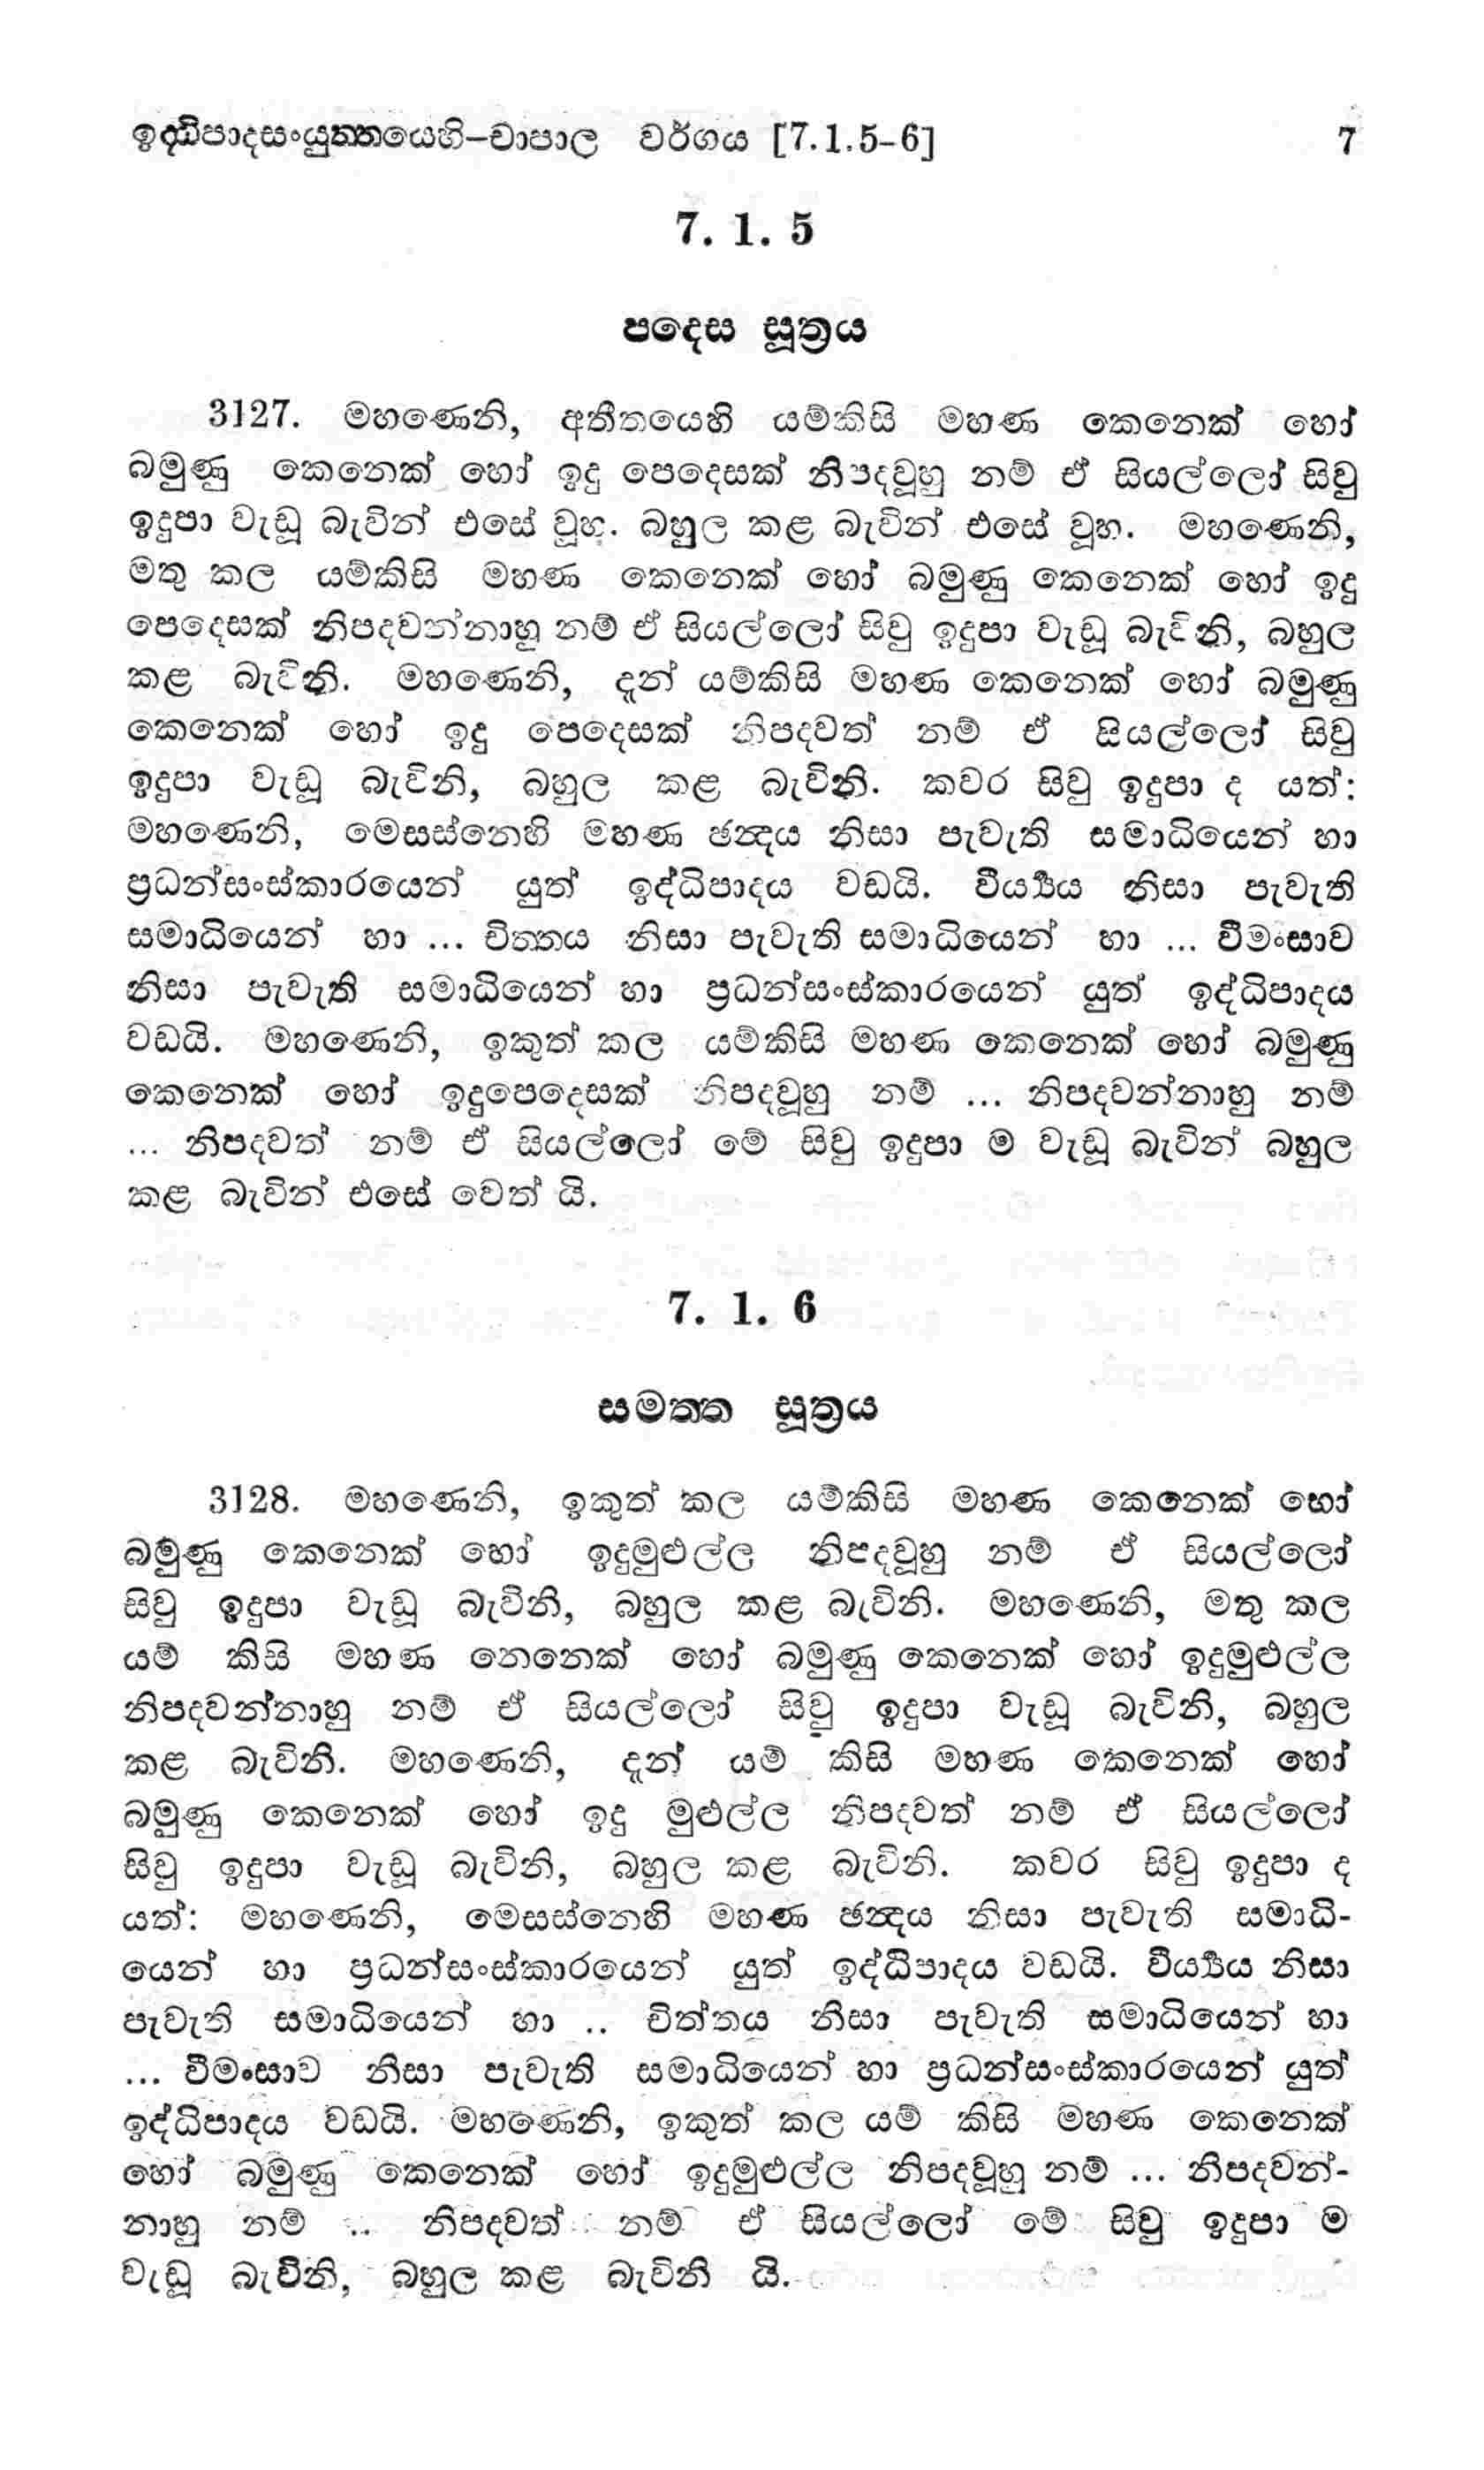 ඉද්ධිපාදසංයුත්තයෙහි–චාපාල වර්ගය [7.1.5-6] 7
7. 1. 5
පදෙස සූත්‍රය
3127. මහණෙනි, අතීතයෙහි යම්කිසි මහණ කෙනෙක් හෝ
බමුණු කෙනෙක් හෝ ඉදු පෙදෙසක් නිපදවූහු නම් ඒ සියල්ලෝ සිවු
ඉදුපා වැඩූ බැවින් එසේ වූහ. බහුල කළ බැවින් එසේ වූහ. මහණෙනි,
මතු කල යම්කිසි මහණ කෙනෙක් හෝ බමුණු කෙනෙක් හෝ ඉදු
පෙදෙසක් නිපදවන්නාහු නම් ඒ සියල්ලෝ සිවු ඉදුපා වැඩූ බැවිනි, බහුල
කළ බැවිනි. මහණෙනි, දැන් යම්කිසි මහණ කෙනෙක් හෝ බමුණු
කෙනෙක් හෝ ඉදු පෙදෙසක් නිපදවත් නම් ඒ සියල්ලෝ සිවු
ඉදුපා වැඩූ බැවිනි, බහුල කළ බැවිනි. කවර සිවු ඉදුපා ද යත්:
මහණෙනි, මෙසස්නෙහි මහණ ඡන්‍දය නිසා පැවැති සමාධියෙන් හා
ප්‍රධන්සංස්කාරයෙන් යුත් ඉද්ධිපාදය වඩයි. වීර්‍ය්‍යය නිසා පැවැති
සමාධියෙන් හා ... චිත්තය නිසා පැවැති සමාධියෙන් හා ... වීමංසාව
නිසා පැවැති සමාධියෙන් හා ප්‍රධන්සංස්කාරයෙන් යුත් ඉද්ධිපාදය
වඩයි. මහණෙනි, ඉකුත් කල යම්කිසි මහණ කෙනෙක් හෝ බමුණු
කෙනෙක් හෝ ඉදුපෙදෙසක් නිපදවූහු නම් ... නිපදවන්නාහු නම්
... නිපදවත් නම් ඒ සියල්ලෝ මේ සිවු ඉදුපා ම වැඩූ බැවින් බහුල
කළ බැවින් එසේ වෙත් යි.
7. 1. 6
සමත්ත සූත්‍රය
3128. මහණෙනි, ඉකුත් කල යම්කිසි මහණ කෙනෙක් හෝ
බමුණු කෙනෙක් හෝ ඉදුමුළුල්ල නිපදවූහු නම් ඒ සියල්ලෝ
සිවු ඉදුපා වැඩූ බැවිනි, බහුල කළ බැවිනි. මහණෙනි, මතු කල
යම් කිසි මහණ නෙනෙක් හෝ බමුණු කෙනෙක් හෝ ඉදුමුළුල්ල
නිපදවන්නාහු නම් ඒ සියල්ලෝ සිවු ඉදුපා වැඩූ බැවිනි, බහුල
කළ බැවිනි. මහණෙනි, දැන් යම් කිසි මහණ කෙනෙක් හෝ
බමුණු කෙනෙක් හෝ ඉදු මුළුල්ල නිපදවත් නම් ඒ සියල්ලෝ
සිවු ඉදුපා වැඩූ බැවිනි, බහුල කළ බැවිනි. කවර සිවු ඉදුපා ද
යත්: මහණෙනි, මෙසස්නෙහි මහණ ඡන්‍දය නිසා පැවැති සමාධි-
යෙන් හා ප්‍රධන්සංස්කාරයෙන් යුත් ඉද්ධිපාදය වඩයි. වීර්‍ය්‍යය නිසා
පැවැති සමාධියෙන් හා .. චිත්තය නිසා පැවැති සමාධියෙන් හා
... වීමංසාව නිසා පැවැති සමාධියෙන් හා ප්‍රධන්සංස්කාරයෙන් යුත්
ඉද්ධිපාදය වඩයි. මහණෙනි, ඉකුත් කල යම් කිසි මහණ කෙනෙක්
හෝ බමුණු කෙනෙක් හෝ ඉදුමුළුල්ල නිපදවූහු නම් ... නිපදවන්-
නාහු නම් .. නිපදවත් නම් ඒ සියල්ලෝ මේ සිවු ඉදුපා ම
වැඩූ බැවිනි, බහුල කළ බැවිනි යි.